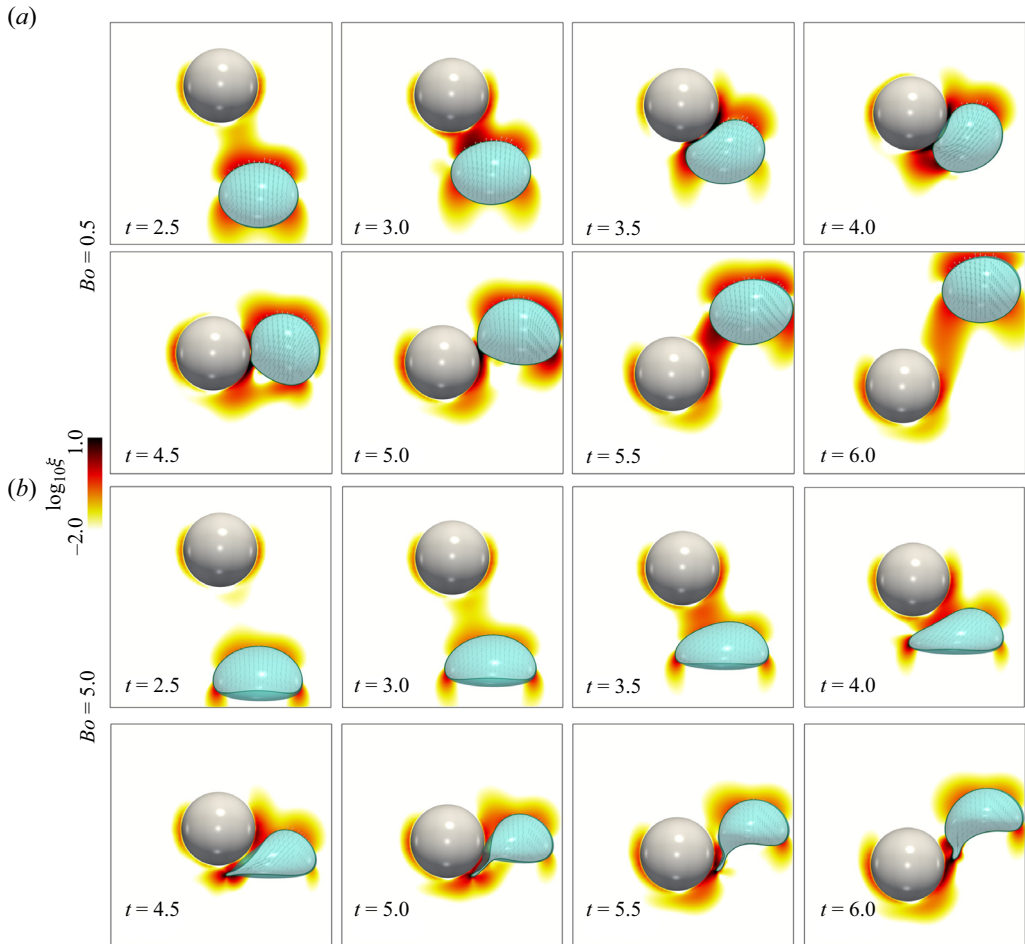 (a)
t = 2.5
t = 3.0
t = 3.5
t = 4.0
Bo = 0.5
t = 4.5
t = 5.0
t = 5.5
t = 6.0
log10ξ
1.0
−2.0
(b)
t = 2.5
t = 3.0
t = 3.5
t = 4.0
Bo = 5.0
t = 4.5
t = 5.0
t = 5.5
t = 6.0